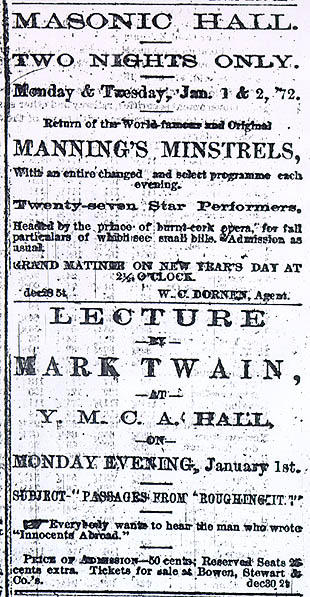 MASONIC HALL.
TWO NIGHTS ONLY.
Monday & Tuesday, Jan. 1 & 2, '72.
Return of the World-famous and Original
MANNING'S MINSTRELS,
With an entire changed and select programme each
evening.
Twenty-seven Star Performers.
Headed by the prince of burnt-cork opera, for full
particulars of which see small bills. Admission as
usual.
GRAND MATINEE ON NEW YEAR'S DAY AT
2½ O'CLOCK.
dec28 5t W. C. DORNEN, Agent.
LECTURE
—BY—
MARK TWAIN,
—AT—
Y. M. C. A. HALL,
—ON—
MONDAY EVENING, January 1st.
SUBJECT—"PASSAGES FROM 'ROUGHING IT.'"
☞ Everybody wants to hear the man who wrote
"Innocents Abroad."
PRICE OF ADMISSION—50 cents; Reserved Seats 25
cents extra. Tickets for sale at Bowen, Stewart &
Co.'s. dec30 2t